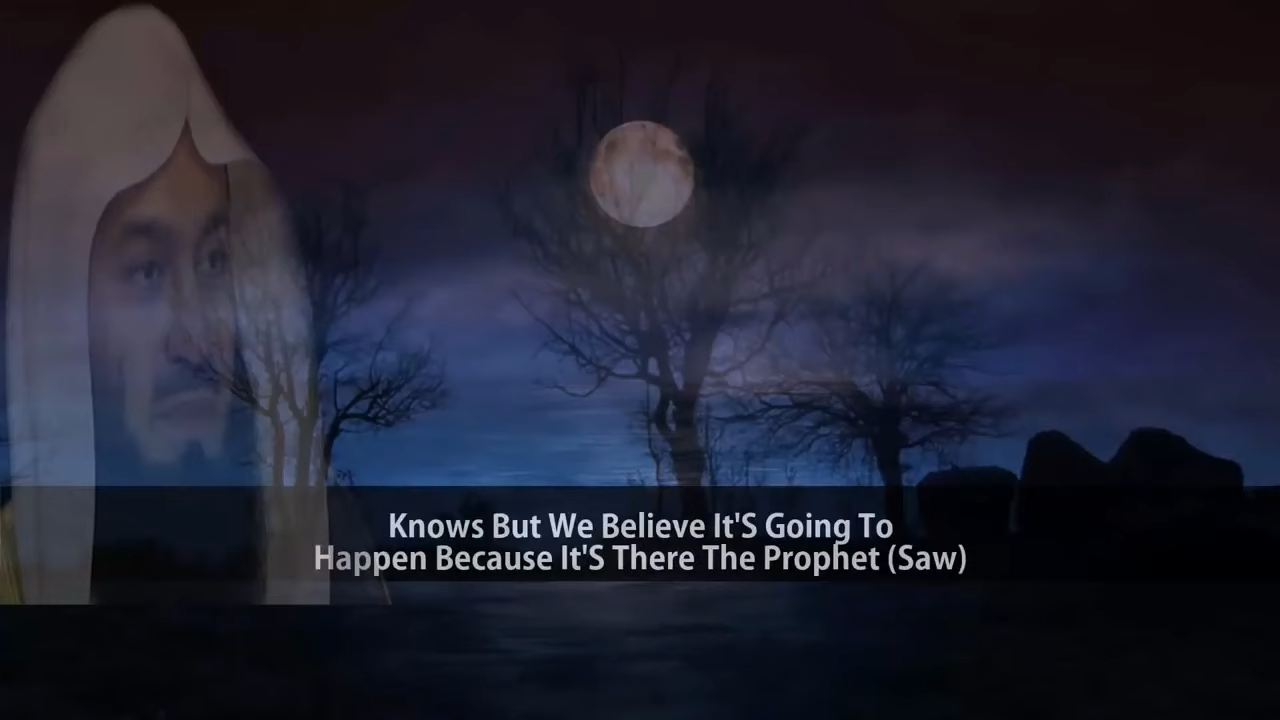 Knows But We Believe It'S Going To
Happen Because It'S There The Prophet (Saw)